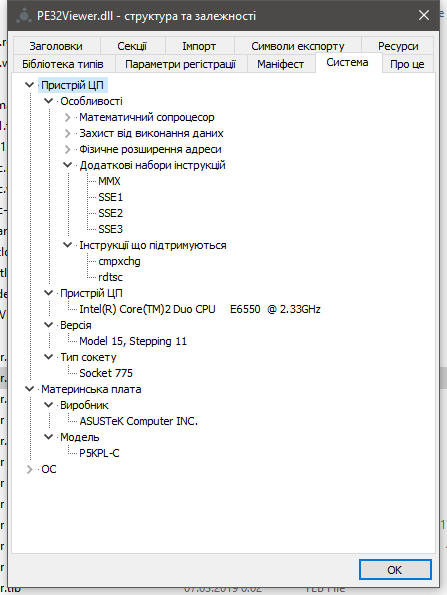 PE32Viewer.dll - структура та залежності
Заголовки Секції Імпорт Символи експорту Ресурси
Бібліотека типів Параметри регістрації Маніфест Система Про це
Пристрій ЦП
Особливості
Математичний сопроцесор
Захист від виконання даних
Фізичне розширення адреси
Додаткові набори інструкцій
MMX
SSE1
SSE2
SSE3
Інструкції що підтримуються
cmpxchg
rdtsc
Пристрій ЦП
Intel(R) Core(TM)2 Duo CPU E6550 @ 2.33GHz
Версія
Model 15, Stepping 11
Тип сокету
Socket 775
Материнська плата
Виробник
ASUSTeK Computer INC.
Модель
P5KPL-C
ОС
OK